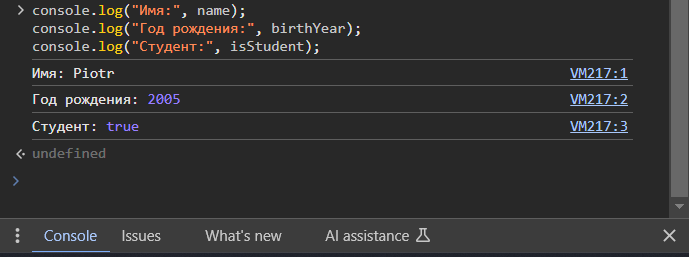 console.log("Имя:", name);
console.log("Год рождения:", birthYear);
console.log("Студент:", isStudent);
Имя: Piotr VM217:1
Год рождения: 2005 VM217:2
Студент: true VM217:3
undefined
Console Issues What's new AI assistance